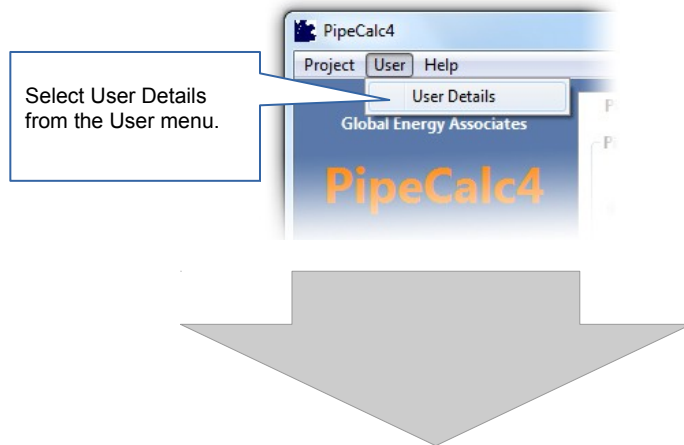 PipeCalc4
Project User Help
User Details
Select User Details
from the User menu.
Global Energy Associates
PipeCalc4